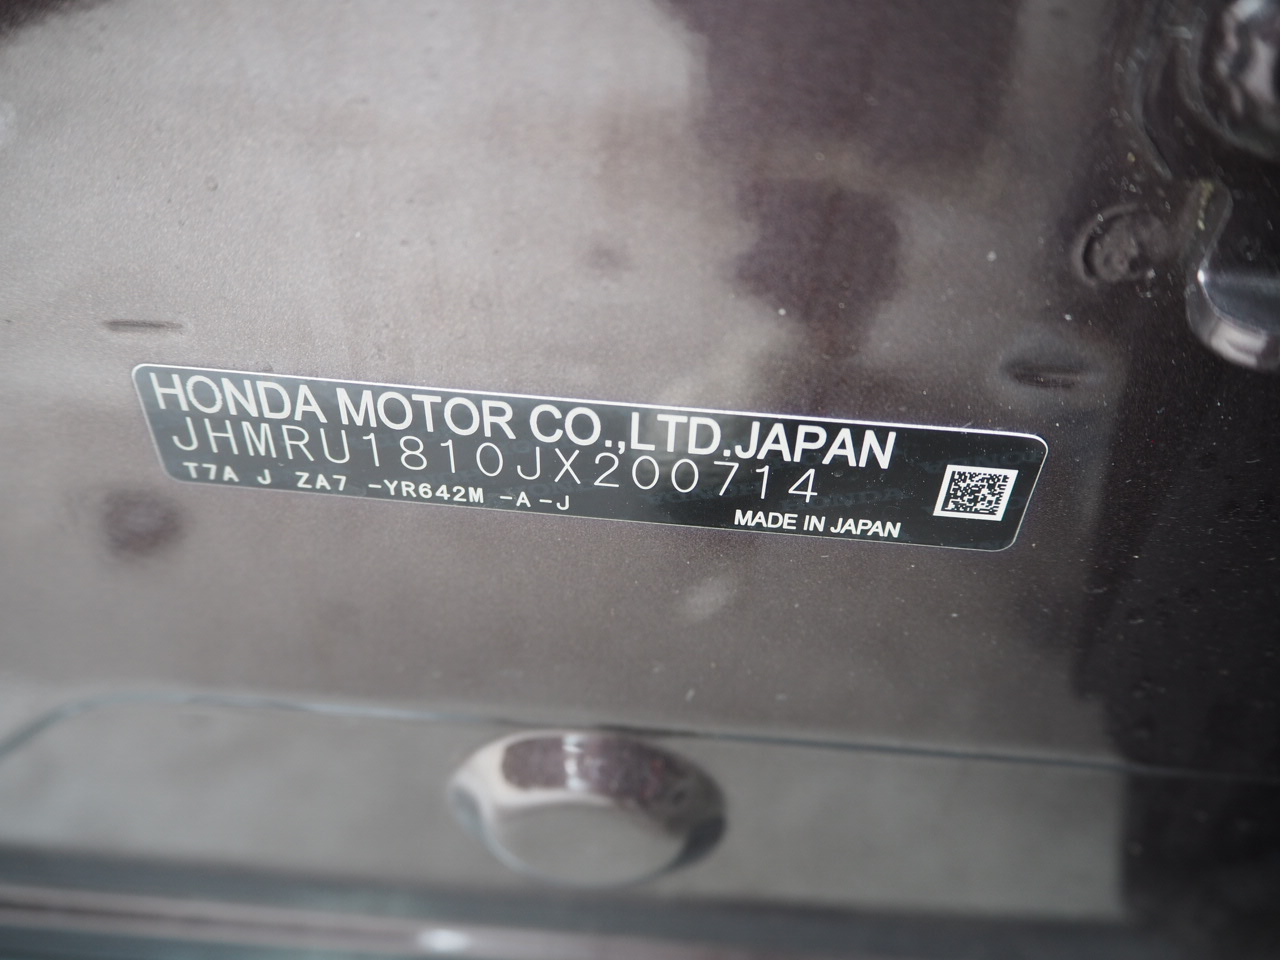 HONDA MOTOR CO.,LTD.JAPAN
JHMRU1810JX200714
T7A J ZA7 -YR642M -A -J
MADE IN JAPAN